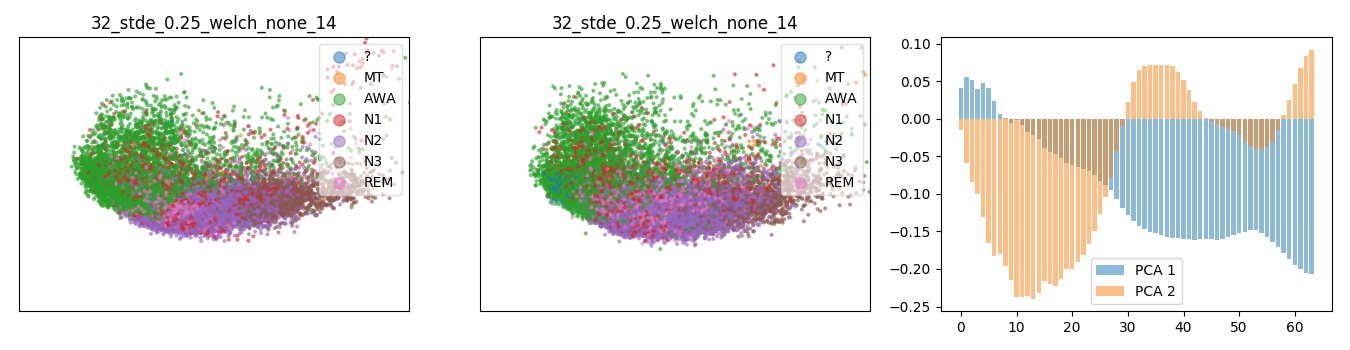 32_stde_0.25_welch_none_14
?
MT
AWA
N1
N2
N3
REM
32_stde_0.25_welch_none_14
?
MT
AWA
N1
N2
N3
REM
0.10
0.05
0.00
−0.05
−0.10
−0.15
−0.20
−0.25
0 10 20 30 40 50 60
PCA 1
PCA 2